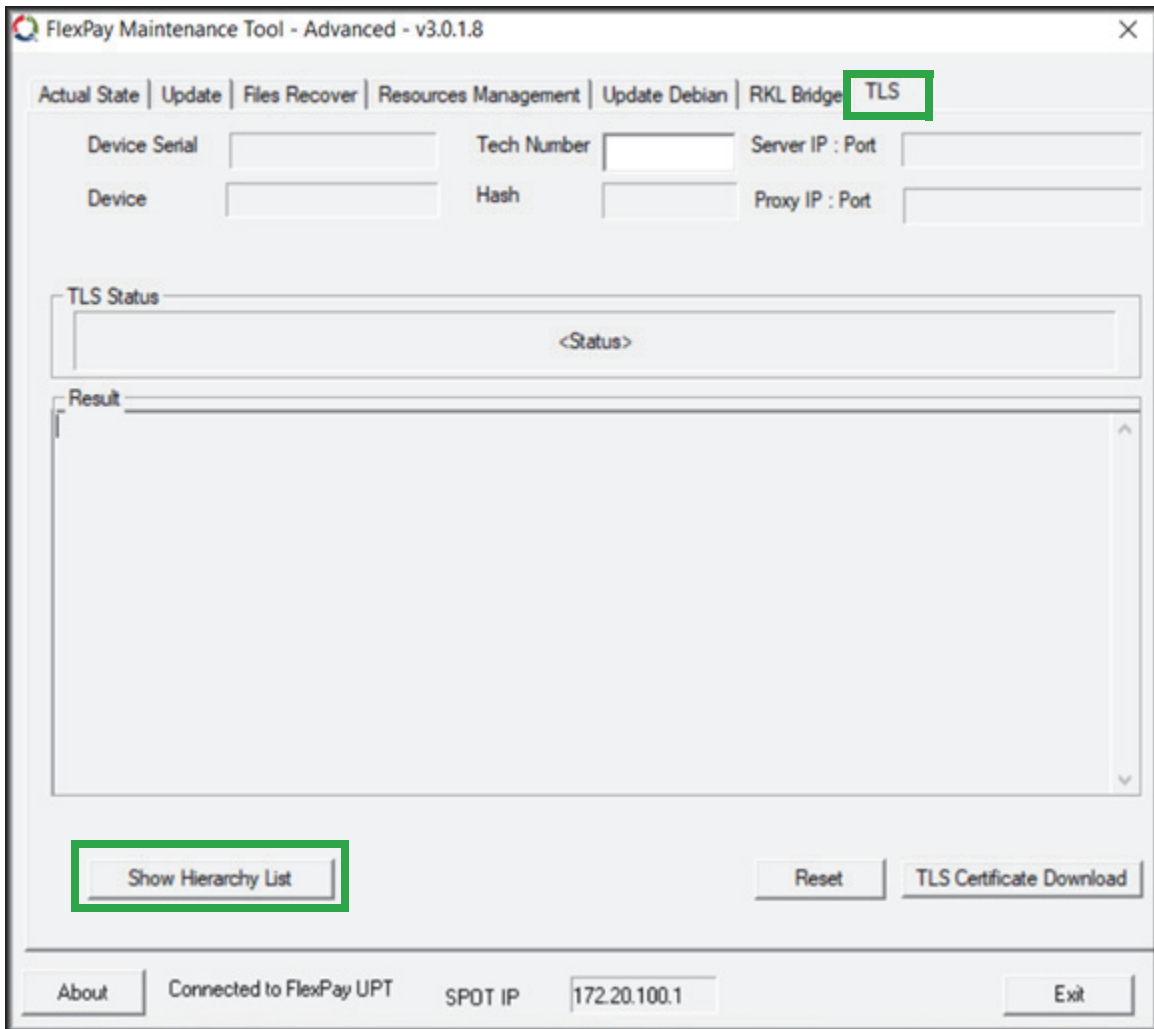 FlexPay Maintenance Tool - Advanced - v3.0.1.8
Actual State Update Files Recover Resources Management Update Debian RKL Bridge TLS
Device Serial Tech Number Server IP : Port
Device Hash Proxy IP : Port
TLS Status
<Status>
Result
Show Hierarchy List Reset TLS Certificate Download
About Connected to FlexPay UPT SPOT IP 172.20.100.1 Exit